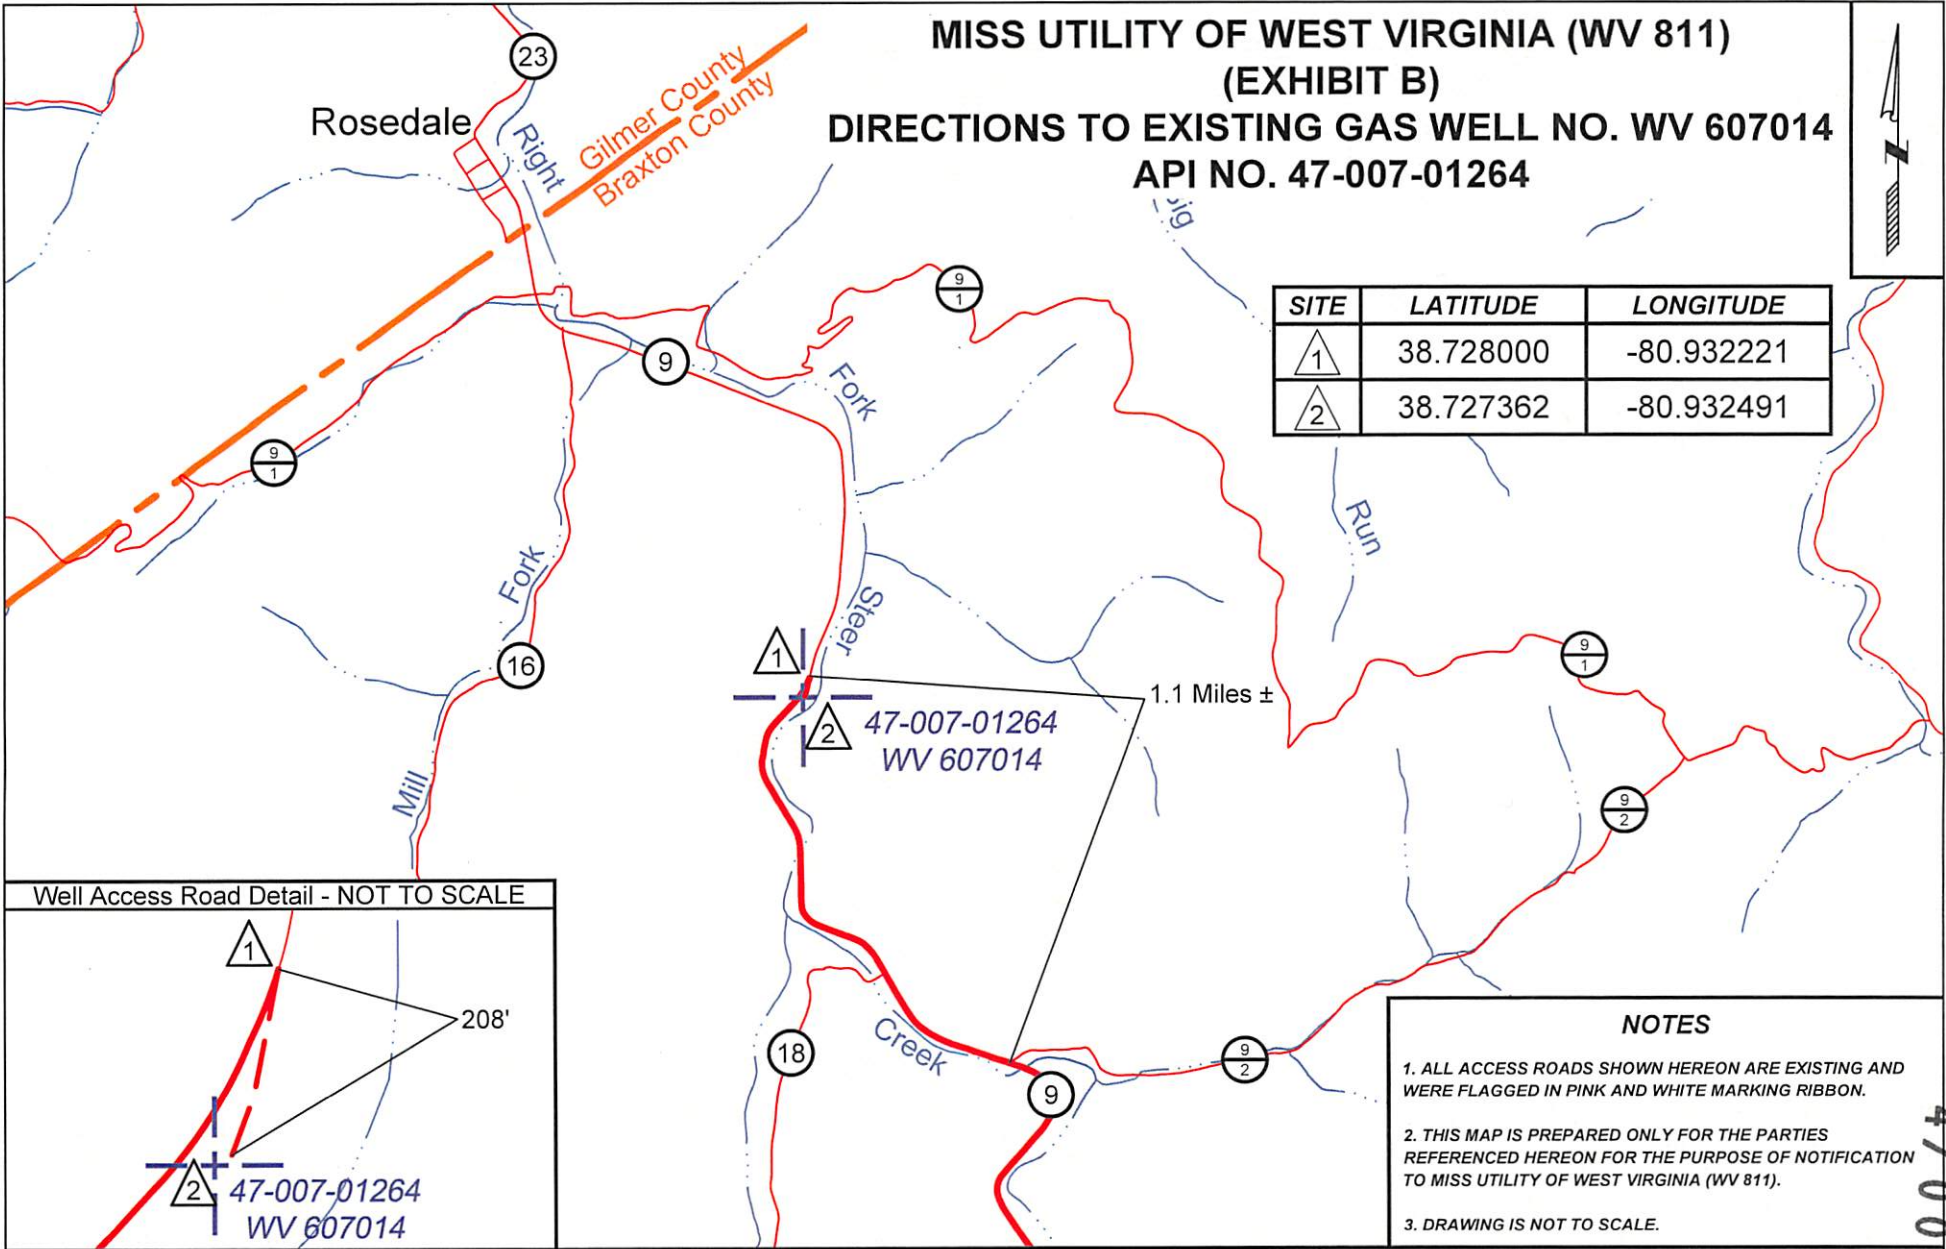 MISS UTILITY OF WEST VIRGINIA (WV 811)
(EXHIBIT B)
DIRECTIONS TO EXISTING GAS WELL NO. WV 607014
API NO. 47-007-01264
N
23
Rosedale
Right
Gilmer County
Braxton County
9
1
SITE LATITUDE LONGITUDE
1 38.728000 -80.932221
2 38.727362 -80.932491
9
Fork
9
1
Run
Fork
Steer
16
1
1.1 Miles ±
2
47-007-01264
WV 607014
9
1
Mill
9
2
Well Access Road Detail - NOT TO SCALE
1
208'
2
47-007-01264
WV 607014
18
Creek
9
9
2
NOTES
1. ALL ACCESS ROADS SHOWN HEREON ARE EXISTING AND
WERE FLAGGED IN PINK AND WHITE MARKING RIBBON.
2. THIS MAP IS PREPARED ONLY FOR THE PARTIES
REFERENCED HEREON FOR THE PURPOSE OF NOTIFICATION
TO MISS UTILITY OF WEST VIRGINIA (WV 811).
3. DRAWING IS NOT TO SCALE.